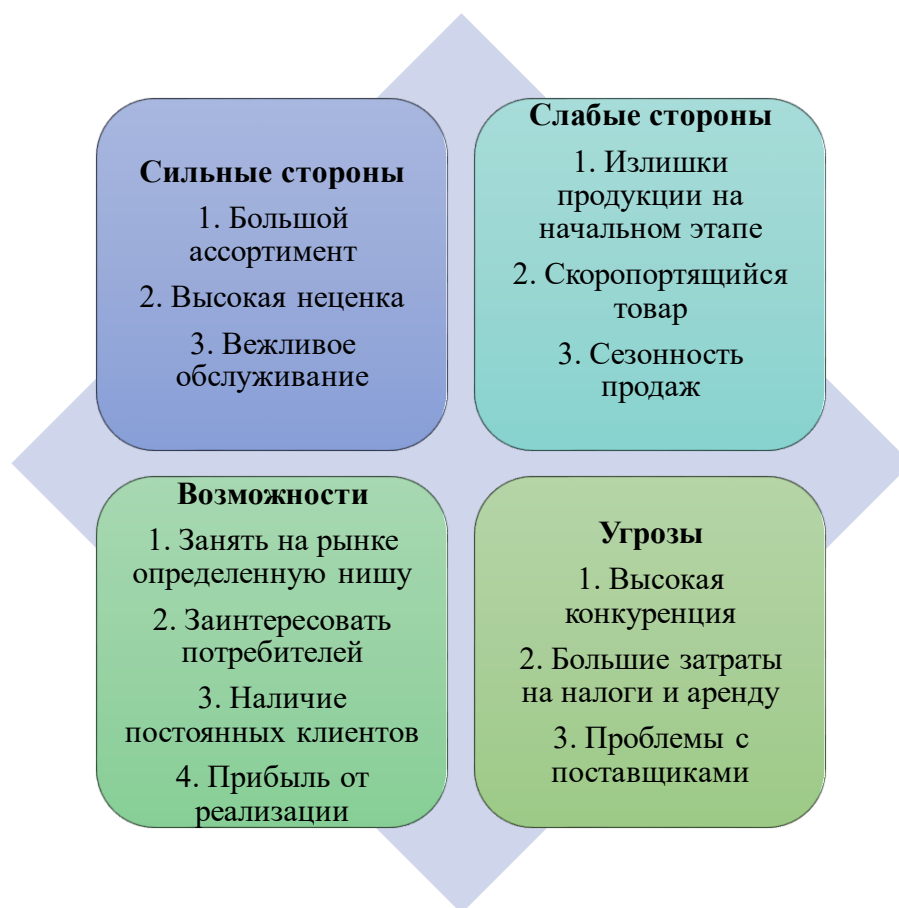 Сильные стороны
1. Большой
ассортимент
2. Высокая неценка
3. Вежливое
обслуживание
Слабые стороны
1. Излишки
продукции на
начальном этапе
2. Скоропортящийся
товар
3. Сезонность
продаж
Возможности
1. Занять на рынке
определенную нишу
2. Заинтересовать
потребителей
3. Наличие
постоянных клиентов
4. Прибыль от
реализации
Угрозы
1. Высокая
конкуренция
2. Большие затраты
на налоги и аренду
3. Проблемы с
поставщиками